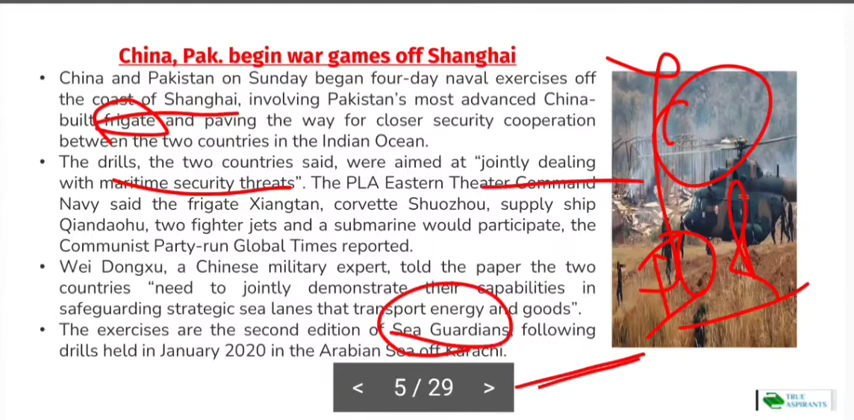 China, Pak. begin war games off Shanghai
• China and Pakistan on Sunday began four-day naval exercises off
the coast of Shanghai, involving Pakistan's most advanced China-
built frigate and paving the way for closer security cooperation
between the two countries in the Indian Ocean.
• The drills, the two countries said, were aimed at “jointly dealing
with maritime security threats”. The PLA Eastern Theater Command
Navy said the frigate Xiangtan, corvette Shuozhou, supply ship
Qiandaohu, two fighter jets and a submarine would participate, the
Communist Party-run Global Times reported.
• Wei Dongxu, a Chinese military expert, told the paper the two
countries “need to jointly demonstrate their capabilities in
safeguarding strategic sea lanes that transport energy and goods”.
• The exercises are the second edition of Sea Guardians, following
drills held in January 2020 in the Arabian Sea off Karachi.
< 5 / 29 >
TRUE
ASPIRANTS